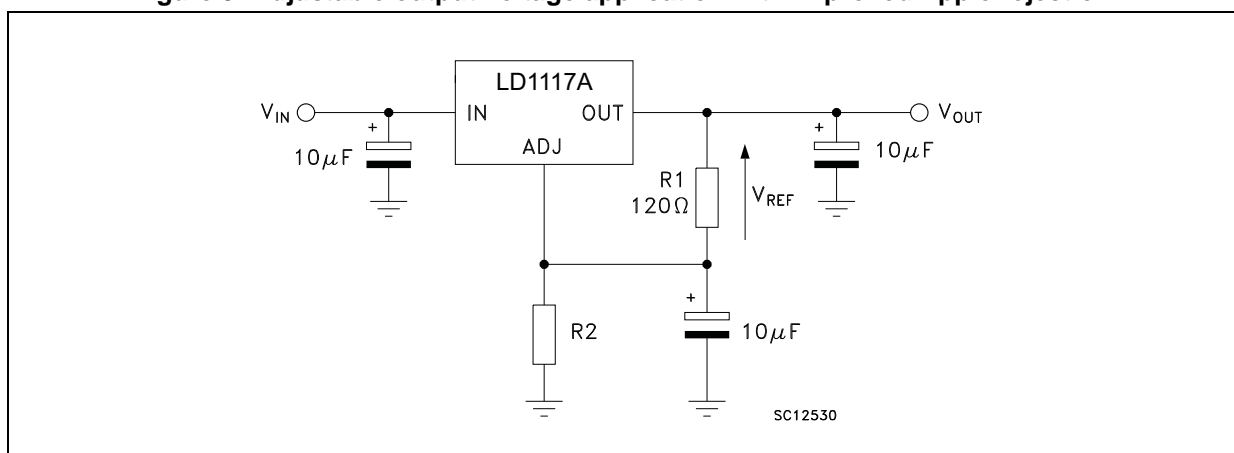 LD1117A
V_IN
IN
OUT
V_OUT
+
10μF
ADJ
+
10μF
R1
120Ω
V_REF
R2
+
10μF
SC12530